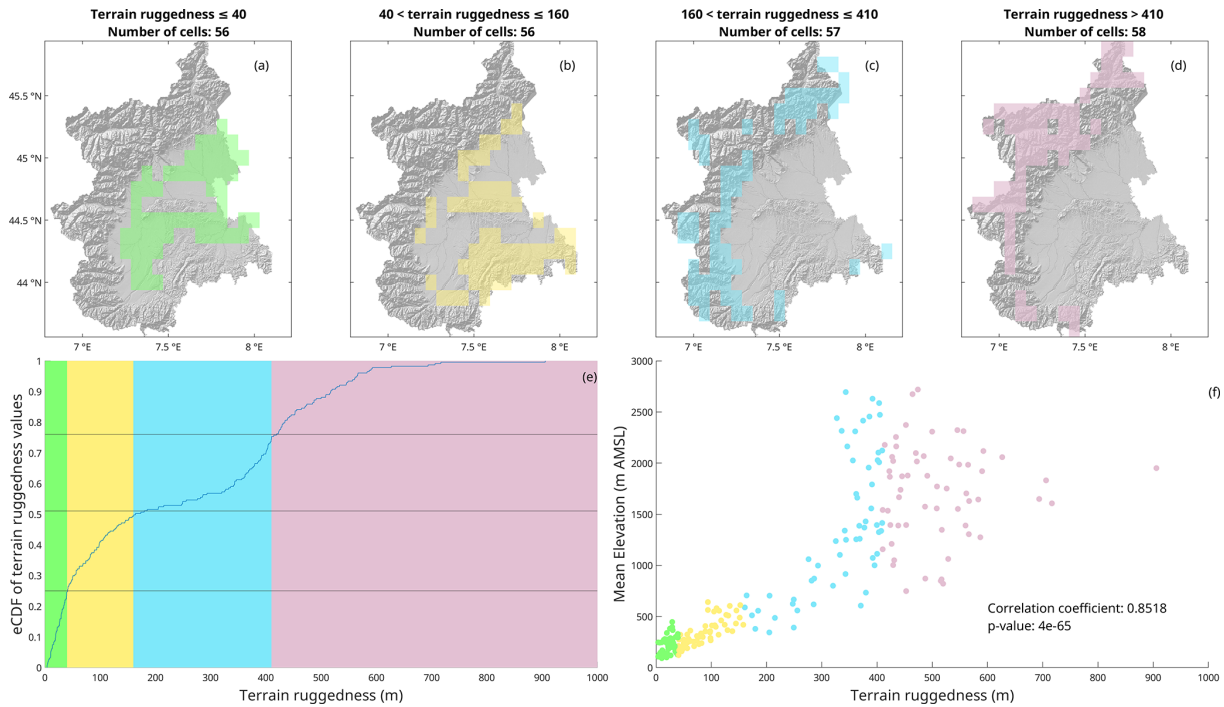 Terrain ruggedness ≤ 40
Number of cells: 56
40 < terrain ruggedness ≤ 160
Number of cells: 56
160 < terrain ruggedness ≤ 410
Number of cells: 57
Terrain ruggedness > 410
Number of cells: 58
(a)
(b)
(c)
(d)
45.5 °N
45 °N
44.5 °N
44 °N
7 °E 7.5 °E 8 °E
7 °E 7.5 °E 8 °E
7 °E 7.5 °E 8 °E
7 °E 7.5 °E 8 °E
(e)
eCDF of terrain ruggedness values
1
0.9
0.8
0.7
0.6
0.5
0.4
0.3
0.2
0.1
0
0 100 200 300 400 500 600 700 800 900 1000
Terrain ruggedness (m)
(f)
Mean Elevation (m AMSL)
3000
2500
2000
1500
1000
500
0
Correlation coefficient: 0.8518
p-value: 4e-65
0 100 200 300 400 500 600 700 800 900 1000
Terrain ruggedness (m)